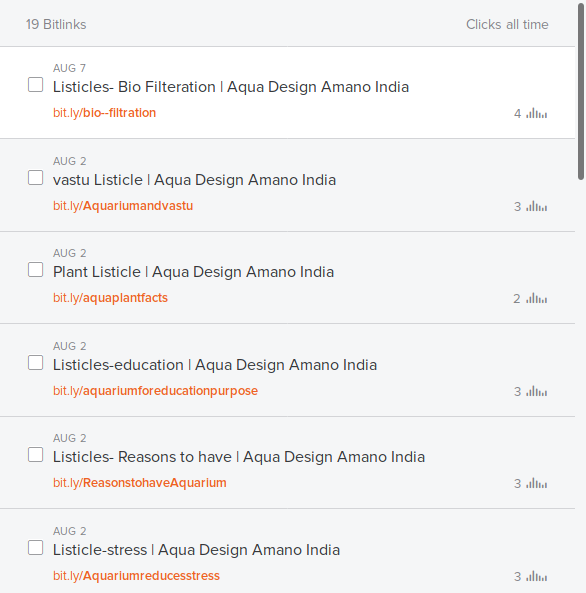 19 Bitlinks
Clicks all time
AUG 7
Listicles- Bio Filteration | Aqua Design Amano India
bit.ly/bio--filtration
4
AUG 2
vastu Listicle | Aqua Design Amano India
bit.ly/Aquariumandvastu
3
AUG 2
Plant Listicle | Aqua Design Amano India
bit.ly/aquaplantfacts
2
AUG 2
Listicles-education | Aqua Design Amano India
bit.ly/aquariumforeducationpurpose
3
AUG 2
Listicles- Reasons to have | Aqua Design Amano India
bit.ly/ReasonstohaveAquarium
3
AUG 2
Listicle-stress | Aqua Design Amano India
bit.ly/Aquariumreducesstress
3